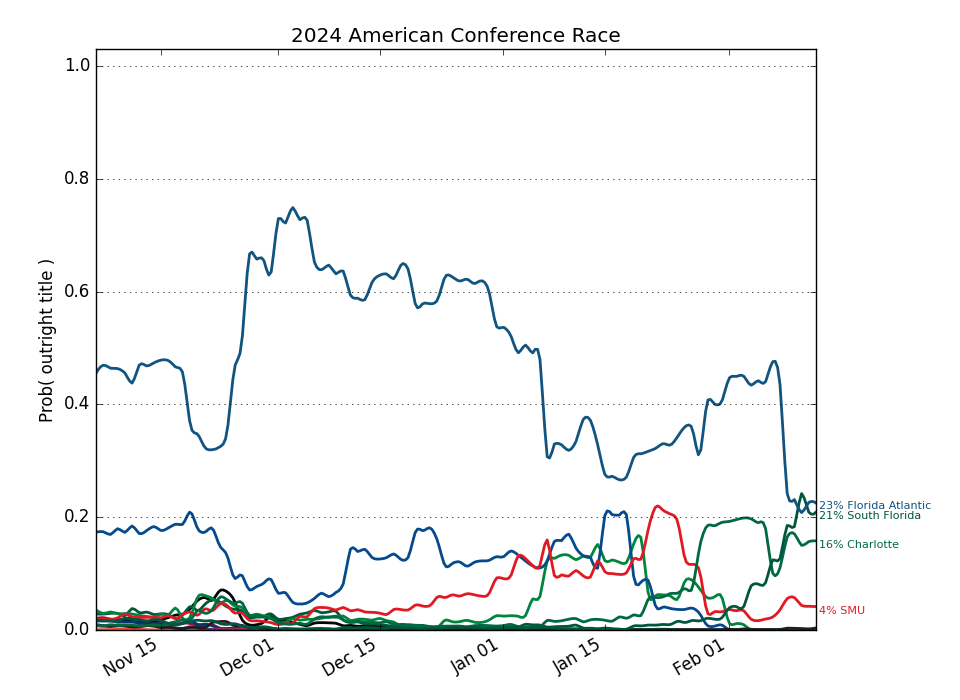 2024 American Conference Race
1.0
0.8
0.6
0.4
0.2
0.0
Prob( outright title )
23% Florida Atlantic
21% South Florida
16% Charlotte
4% SMU
Nov 15
Dec 01
Dec 15
Jan 01
Jan 15
Feb 01